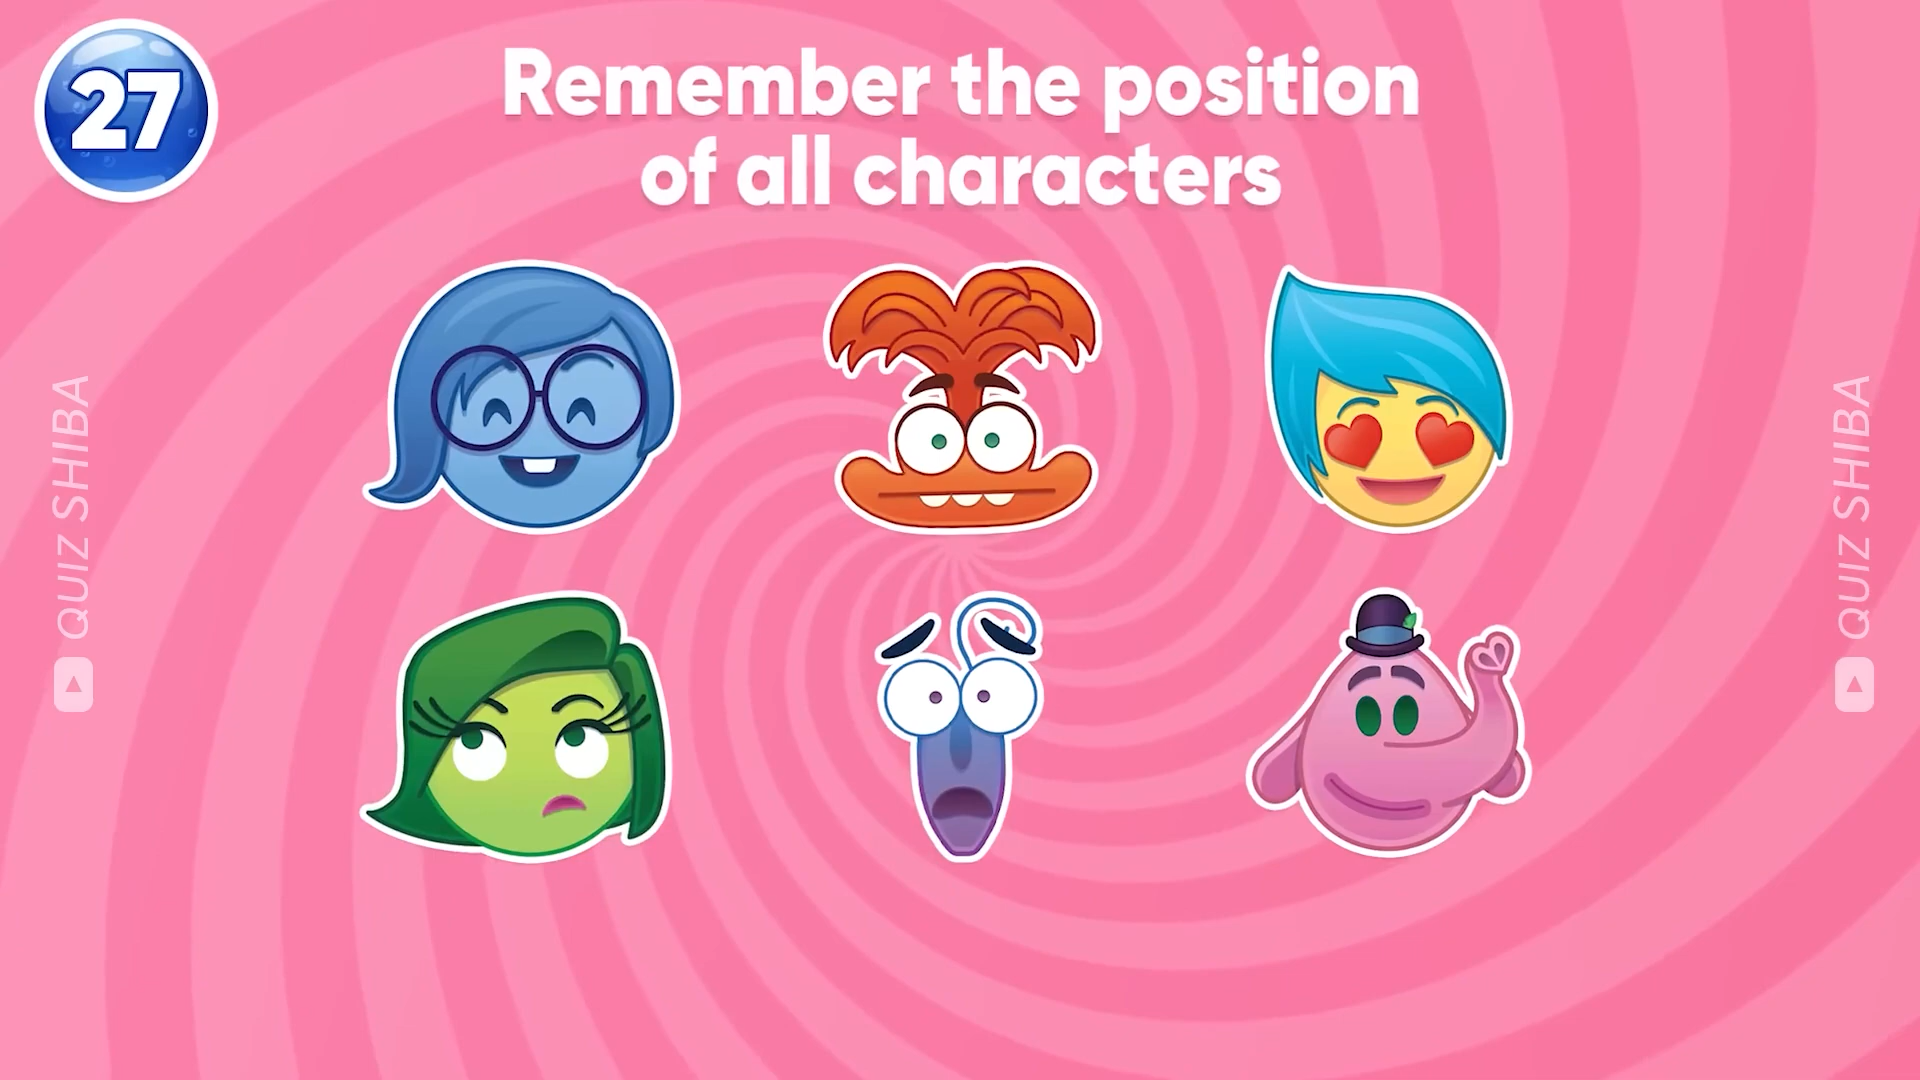 27
Remember the position
of all characters
QUIZ SHIBA
QUIZ SHIBA